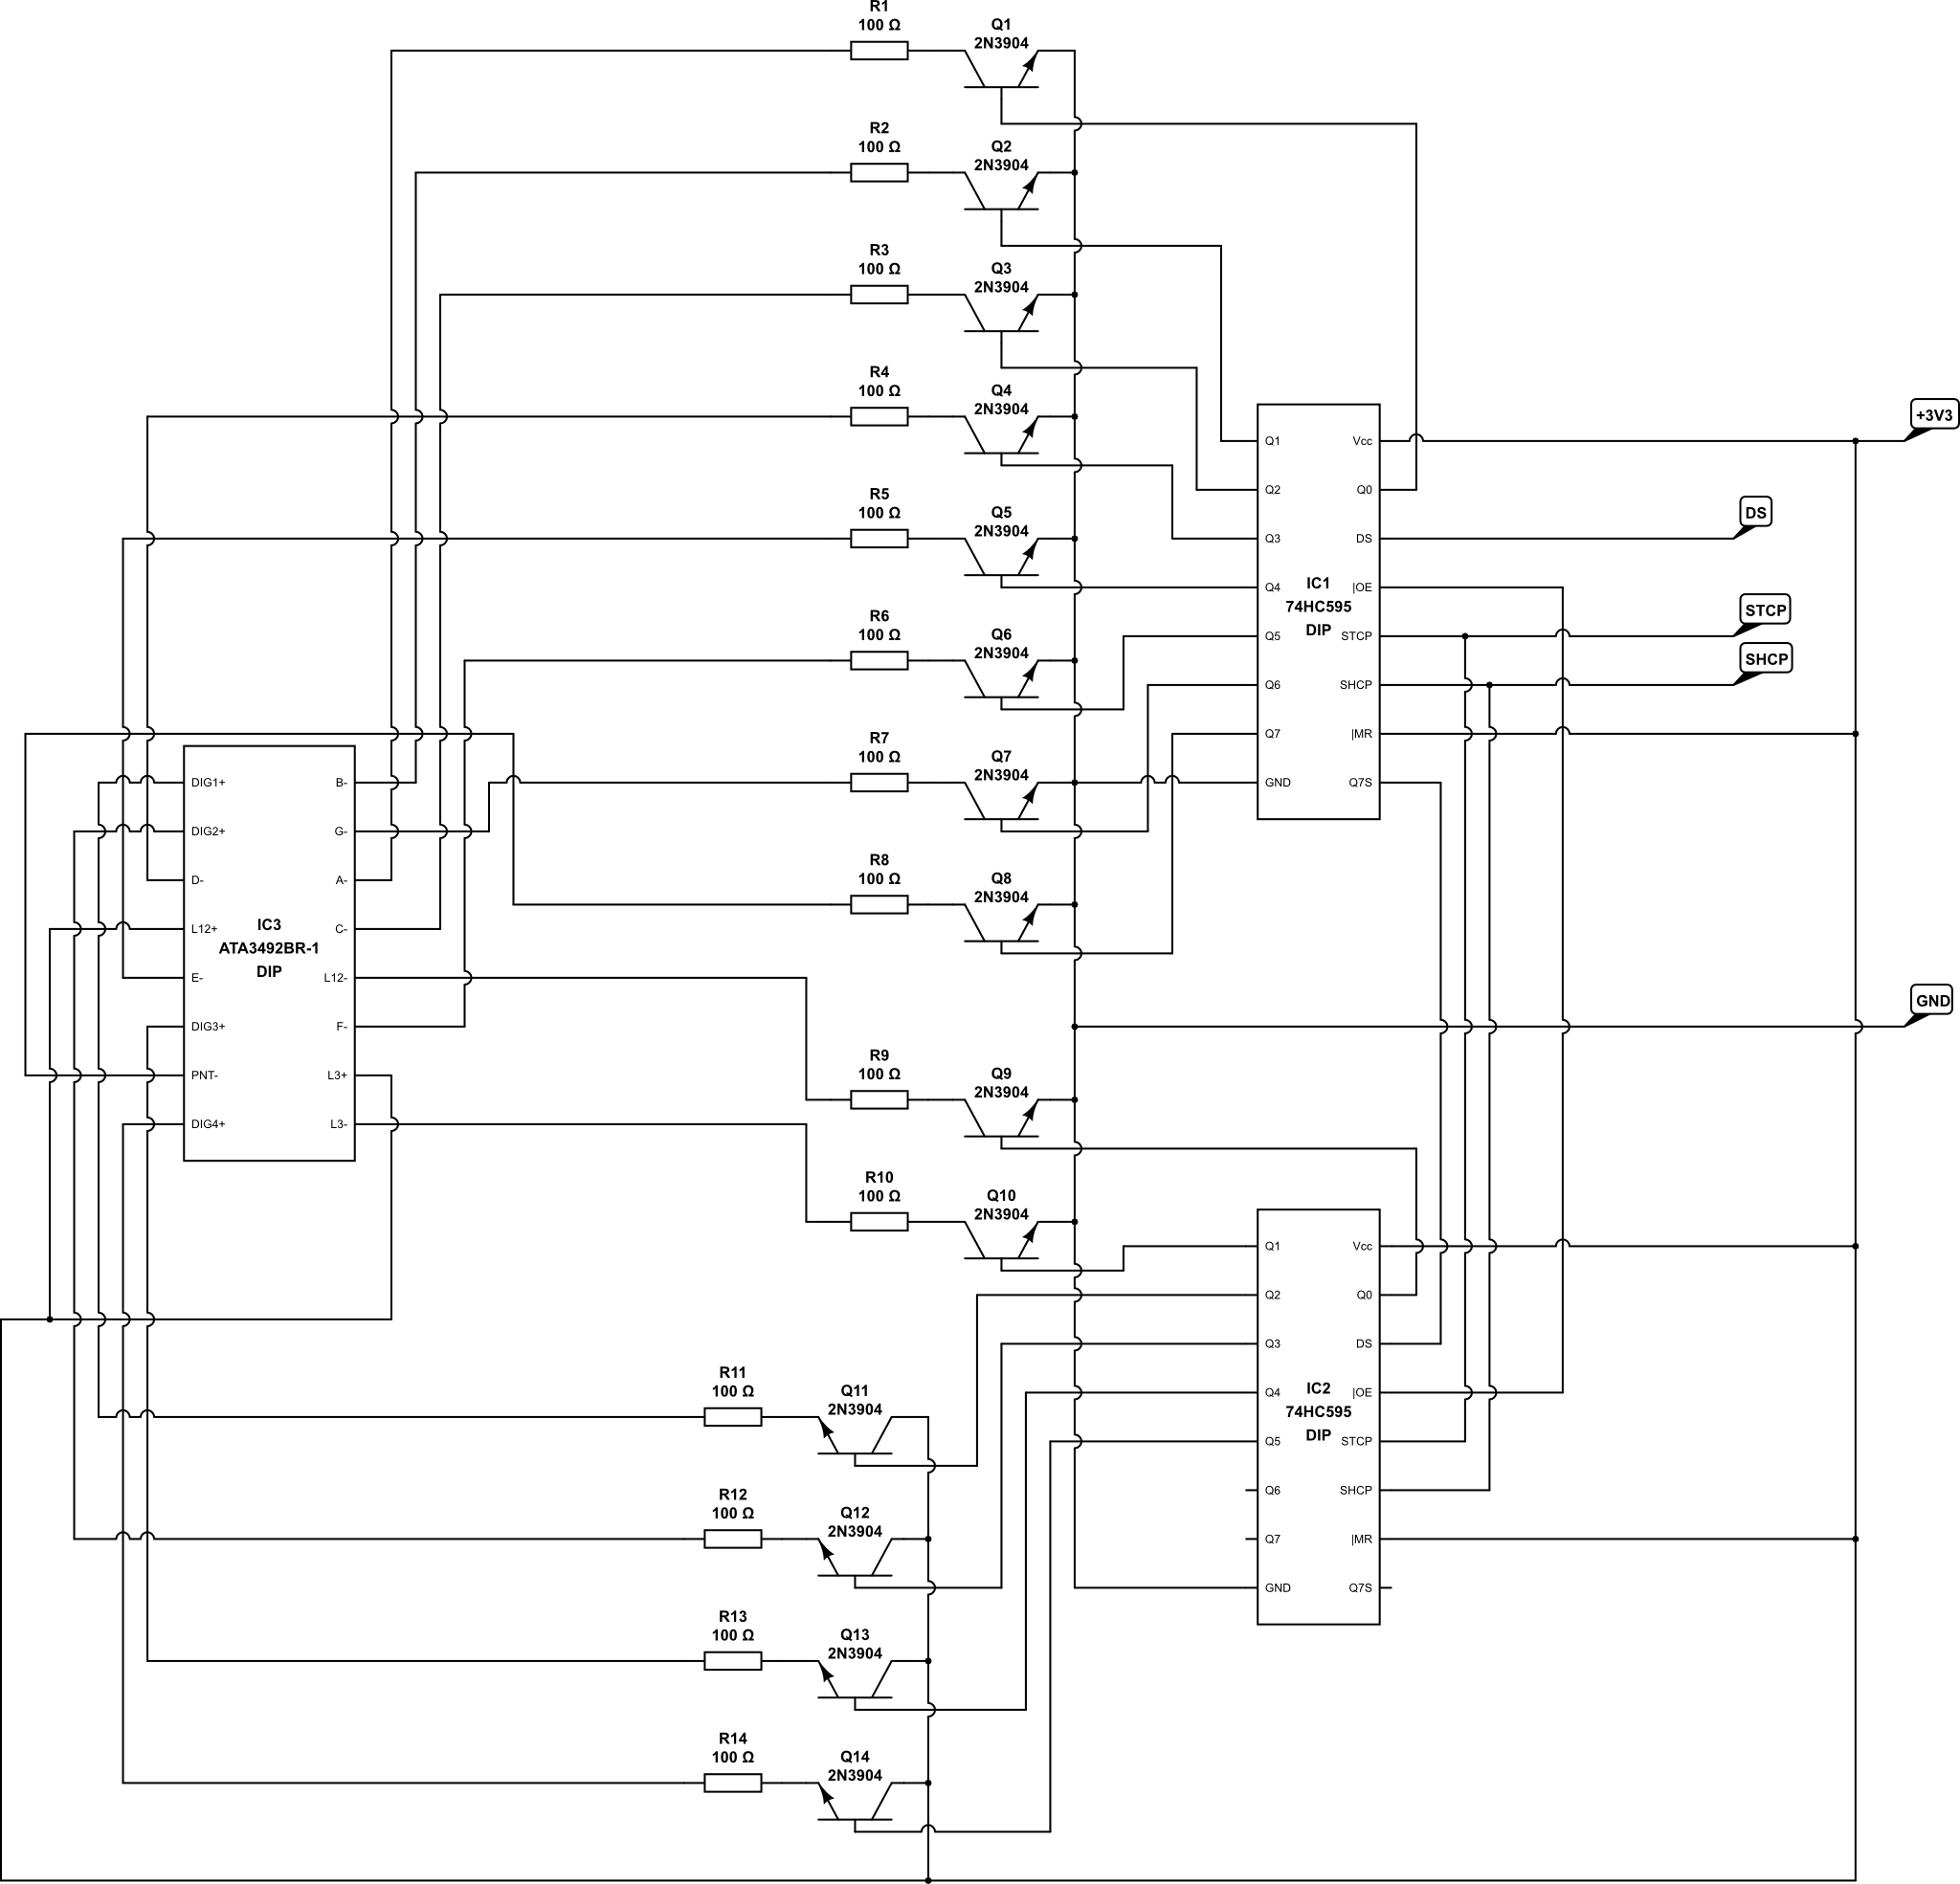 R1
100 Ω
Q1
2N3904
R2
100 Ω
Q2
2N3904
R3
100 Ω
Q3
2N3904
R4
100 Ω
Q4
2N3904
R5
100 Ω
Q5
2N3904
R6
100 Ω
Q6
2N3904
R7
100 Ω
Q7
2N3904
R8
100 Ω
Q8
2N3904
R9
100 Ω
Q9
2N3904
R10
100 Ω
Q10
2N3904
R11
100 Ω
Q11
2N3904
R12
100 Ω
Q12
2N3904
R13
100 Ω
Q13
2N3904
R14
100 Ω
Q14
2N3904
DIG1+
DIG2+
D-
L12+
E-
DIG3+
PNT-
DIG4+
IC3
ATA3492BR-1
DIP
B-
G-
A-
C-
L12-
F-
L3+
L3-
Q1
Q2
Q3
Q4
Q5
Q6
Q7
GND
IC1
74HC595
DIP
Vcc
Q0
DS
|OE
STCP
SHCP
|MR
Q7S
Q1
Q2
Q3
Q4
Q5
Q6
Q7
GND
IC2
74HC595
DIP
Vcc
Q0
DS
|OE
STCP
SHCP
|MR
Q7S
+3V3
DS
STCP
SHCP
GND